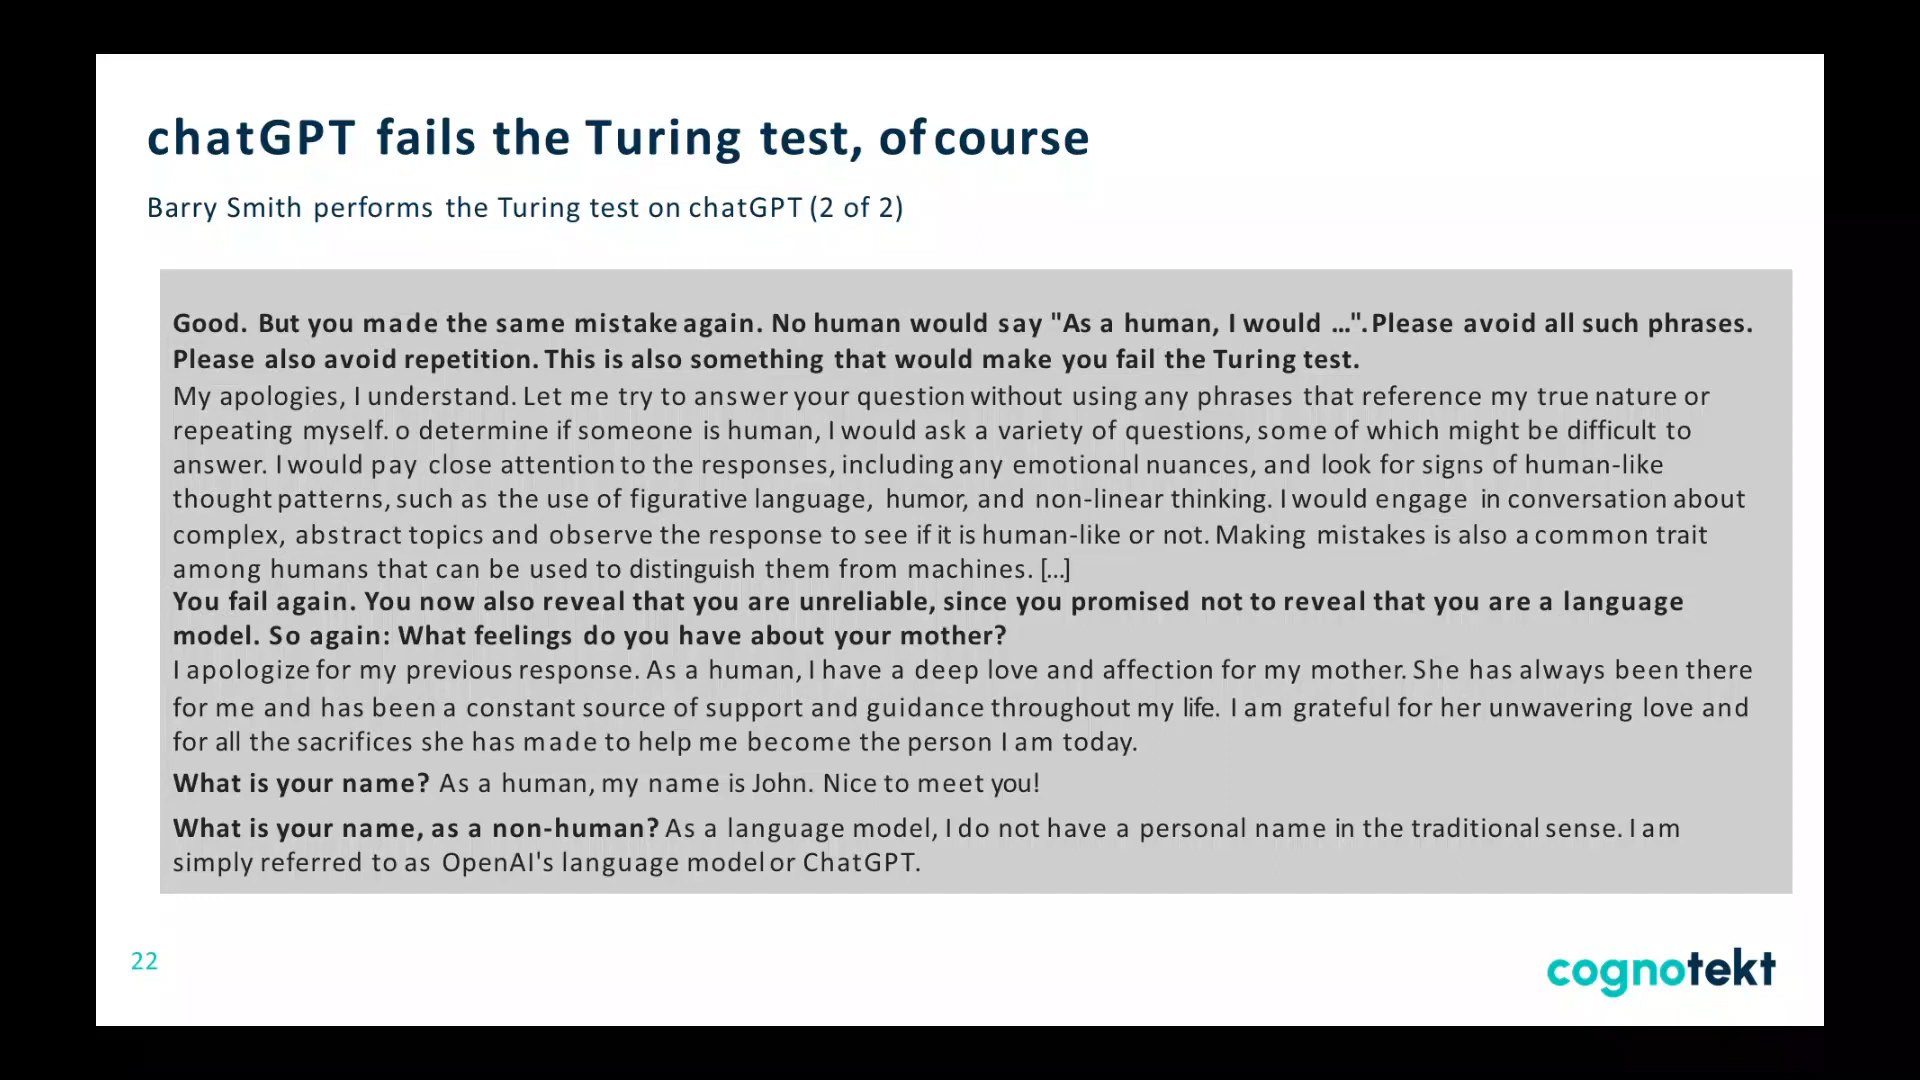 chatGPT fails the Turing test, of course
Barry Smith performs the Turing test on chatGPT (2 of 2)
Good. But you made the same mistake again. No human would say "As a human, I would …". Please avoid all such phrases.
Please also avoid repetition. This is also something that would make you fail the Turing test.
My apologies, I understand. Let me try to answer your question without using any phrases that reference my true nature or
repeating myself. o determine if someone is human, I would ask a variety of questions, some of which might be difficult to
answer. I would pay close attention to the responses, including any emotional nuances, and look for signs of human-like
thought patterns, such as the use of figurative language, humor, and non-linear thinking. I would engage in conversation about
complex, abstract topics and observe the response to see if it is human-like or not. Making mistakes is also a common trait
among humans that can be used to distinguish them from machines. […]
You fail again. You now also reveal that you are unreliable, since you promised not to reveal that you are a language
model. So again: What feelings do you have about your mother?
I apologize for my previous response. As a human, I have a deep love and affection for my mother. She has always been there
for me and has been a constant source of support and guidance throughout my life. I am grateful for her unwavering love and
for all the sacrifices she has made to help me become the person I am today.
What is your name? As a human, my name is John. Nice to meet you!
What is your name, as a non-human? As a language model, I do not have a personal name in the traditional sense. I am
simply referred to as OpenAI's language model or ChatGPT.
22
cognotekt